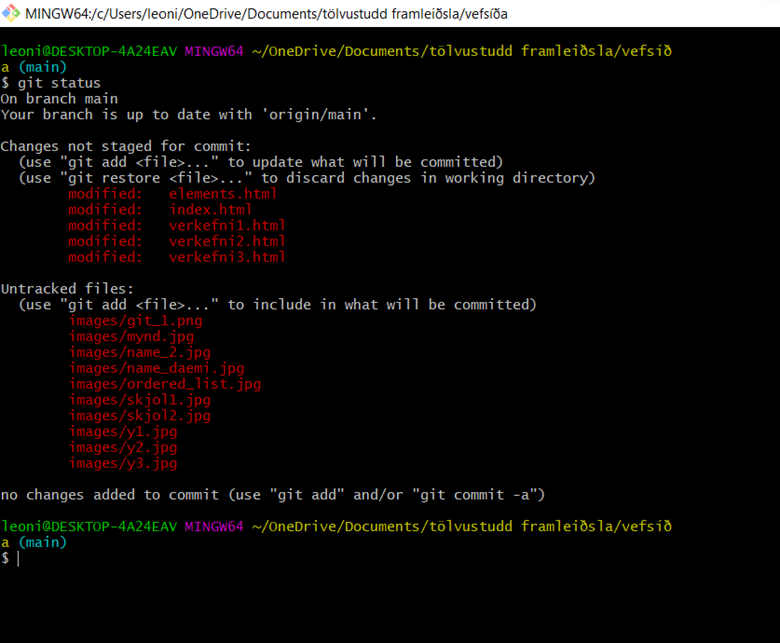 MINGW64:/c/Users/leoni/OneDrive/Documents/tölvustudd framleiðsla/vefsíða
leoni@DESKTOP-4A24EAV MINGW64 ~/OneDrive/Documents/tölvustudd framleiðsla/vefsíð
a (main)
$ git status
On branch main
Your branch is up to date with 'origin/main'.
Changes not staged for commit:
(use "git add <file>..." to update what will be committed)
(use "git restore <file>..." to discard changes in working directory)
modified: elements.html
modified: index.html
modified: verkefni1.html
modified: verkefni2.html
modified: verkefni3.html
Untracked files:
(use "git add <file>..." to include in what will be committed)
images/git_1.png
images/mynd.jpg
images/name_2.jpg
images/name_daemi.jpg
images/ordered_list.jpg
images/skjol1.jpg
images/skjol2.jpg
images/y1.jpg
images/y2.jpg
images/y3.jpg
no changes added to commit (use "git add" and/or "git commit -a")
leoni@DESKTOP-4A24EAV MINGW64 ~/OneDrive/Documents/tölvustudd framleiðsla/vefsíð
a (main)
$